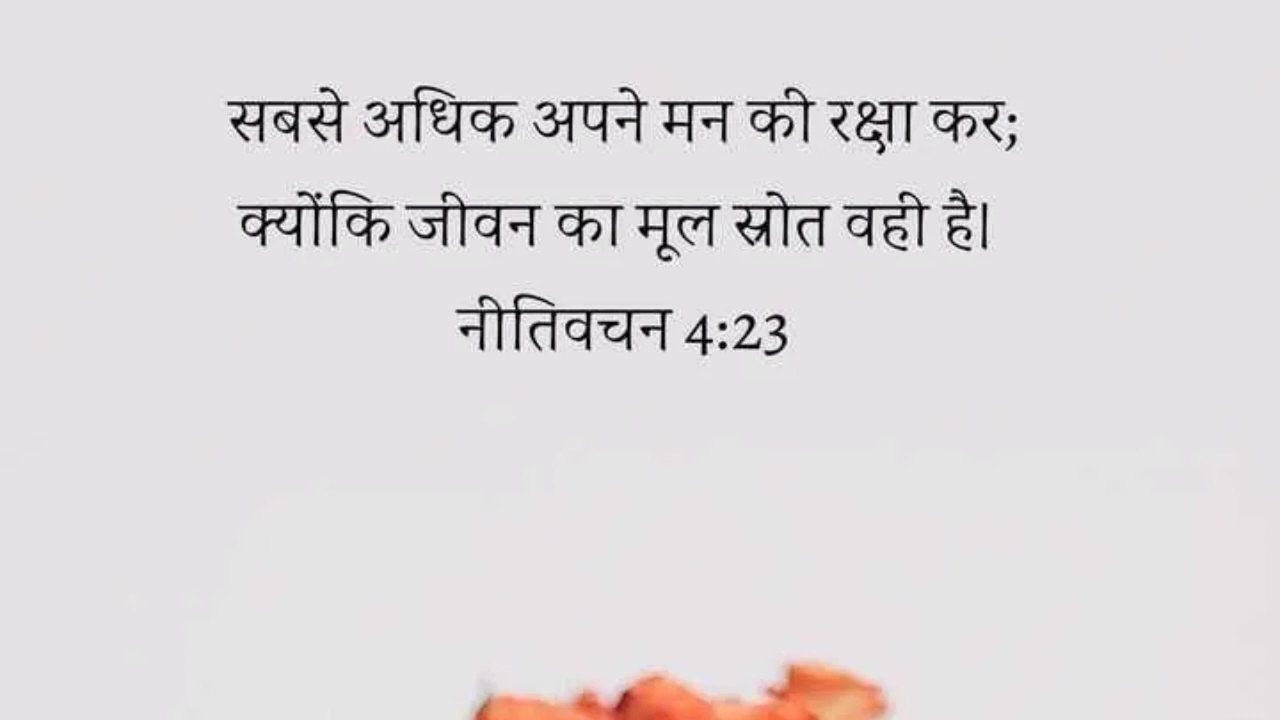 सबसे अधिक अपने मन की रक्षा कर;
क्योंकि जीवन का मूल स्रोत वही है।
नीतिवचन 4:23